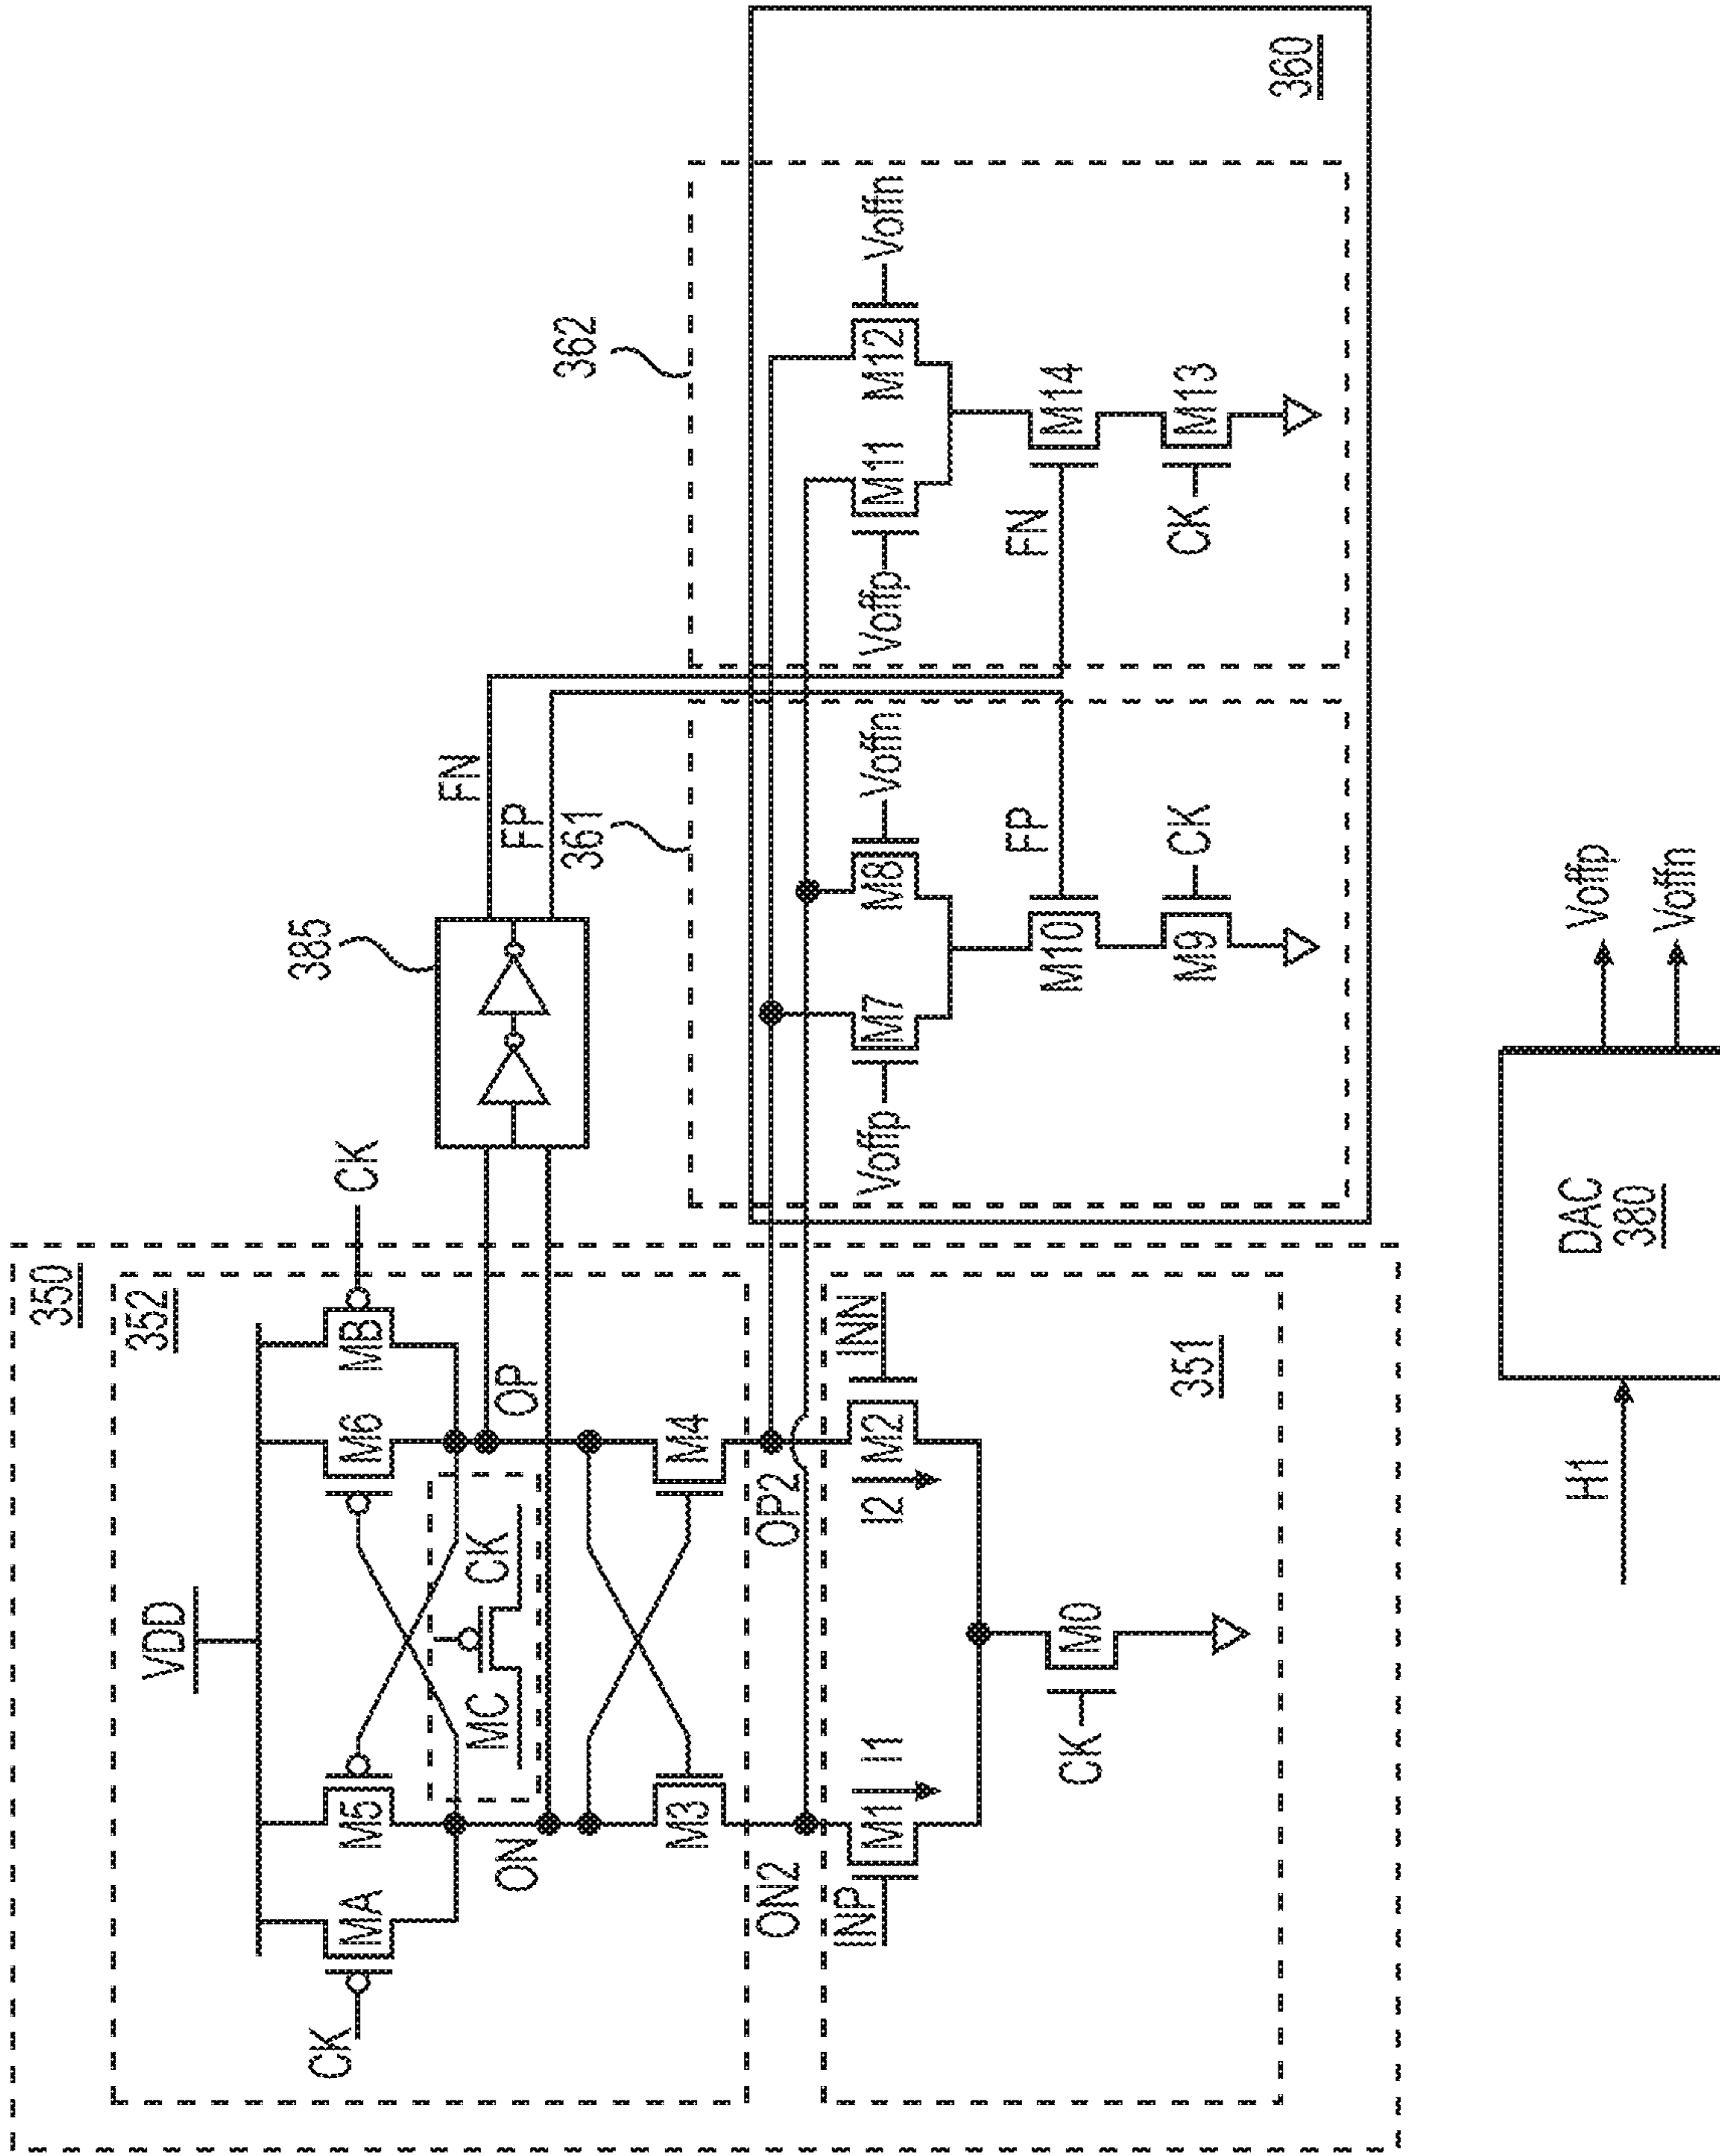 350
352
VDD
CK
MA
M5
M6
MB
CK
MC
CK
ON
OP
M3
M4
ON2
OP2
INP
M1
I1
I2
M2
INN
CK
M0
351
385
FN
FP
361
362
Voffp
M7
M8
Voffn
Voffp
M11
M12
Voffn
M10
FP
FN
M14
M9
CK
CK
M13
360
H1
DAC
380
Voffp
Voffn